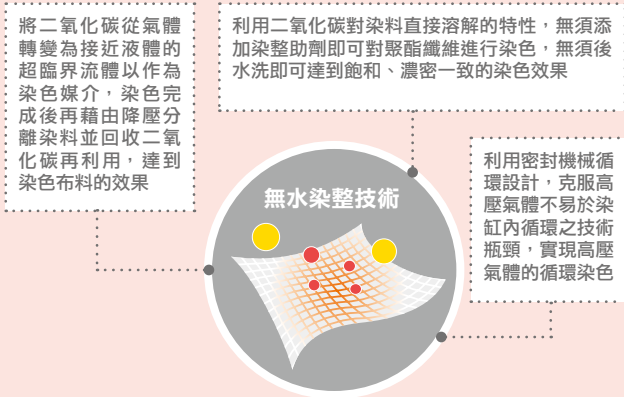 將二氧化碳從氣體
轉變為接近液體的
超臨界流體以作為
染色媒介，染色完
成後再藉由降壓分
離染料並回收二氧
化碳再利用，達到
染色布料的效果
利用二氧化碳對染料直接溶解的特性，無須添
加染整助劑即可對聚酯纖維進行染色，無須後
水洗即可達到飽和、濃密一致的染色效果
利用密封機械循
環設計，克服高
壓氣體不易於染
缸內循環之技術
瓶頸，實現高壓
氣體的循環染色
無水染整技術